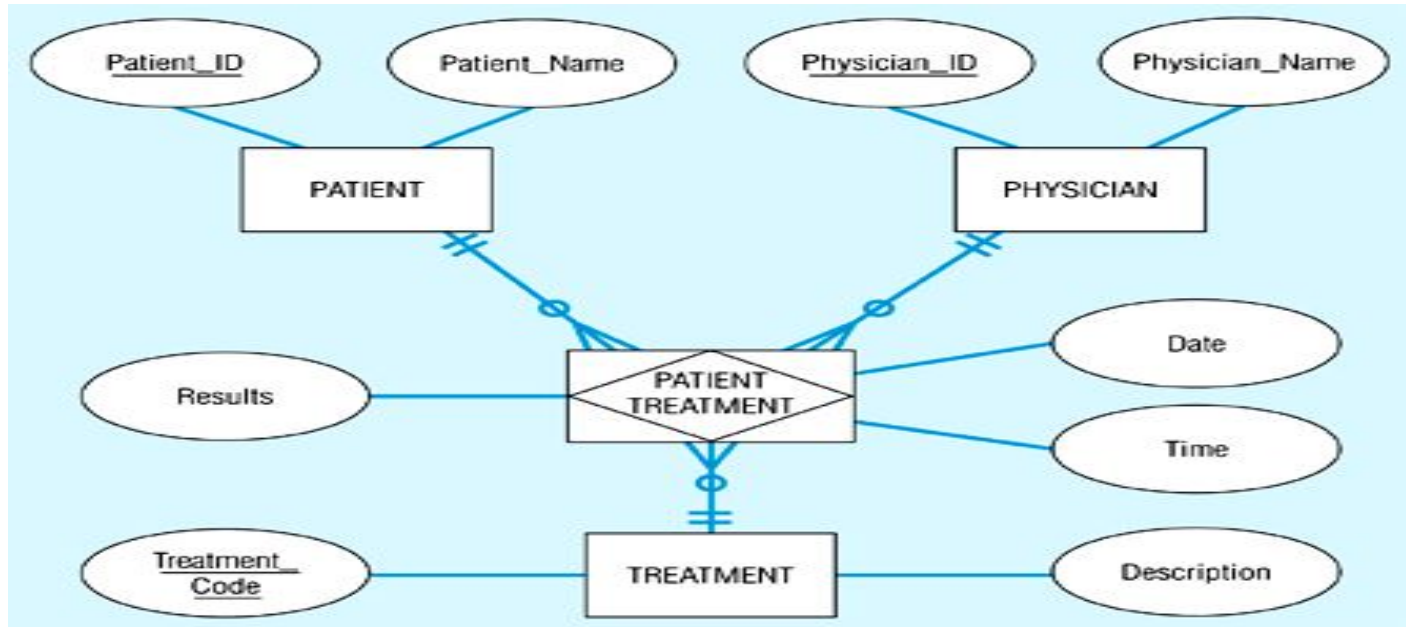 Patient_ID
Patient_Name
Physician_ID
Physician_Name
PATIENT
PHYSICIAN
Date
Results
PATIENT
TREATMENT
Time
Treatment_
Code
TREATMENT
Description